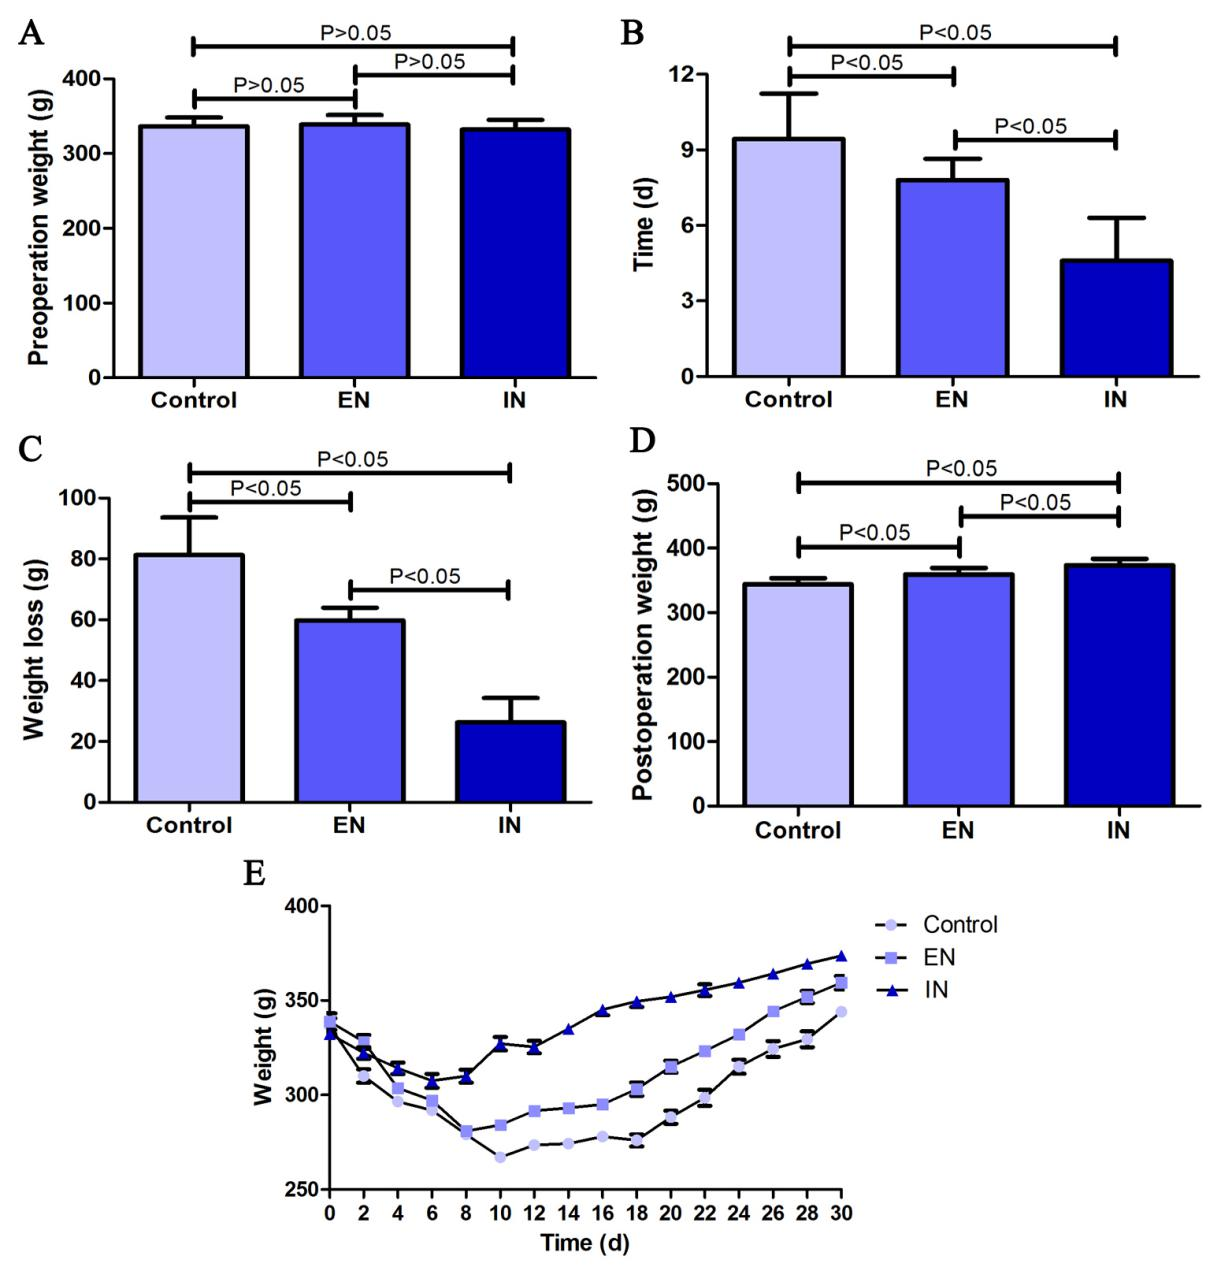 A
P>0.05
P>0.05
P>0.05
Preoperation weight (g)
400
300
200
100
0
Control EN IN
B
P<0.05
P<0.05
P<0.05
Time (d)
12
9
6
3
0
Control EN IN
C
P<0.05
P<0.05
P<0.05
Weight loss (g)
100
80
60
40
20
0
Control EN IN
D
P<0.05
P<0.05
P<0.05
Postoperation weight (g)
500
400
300
200
100
0
Control EN IN
E
Weight (g)
400
350
300
250
0 2 4 6 8 10 12 14 16 18 20 22 24 26 28 30
Time (d)
Control
EN
IN